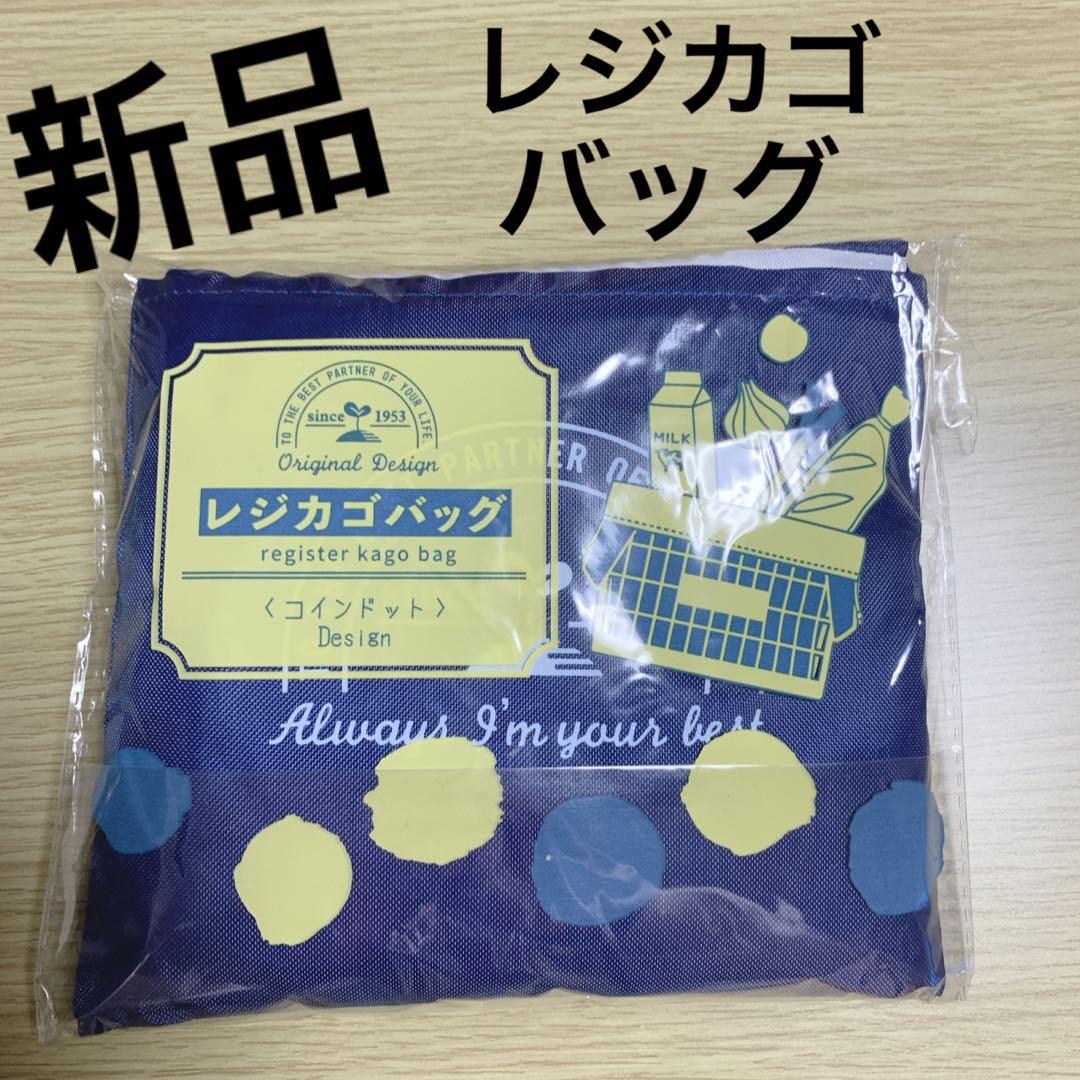 新品
レジカゴ
バッグ
TO THE BEST PARTNER OF YOUR LIFE.
since 1953
Original Design
レジカゴバッグ
register kago bag
〈コインドット〉
Design
MILK
PARTNER OF
Always I'm your best